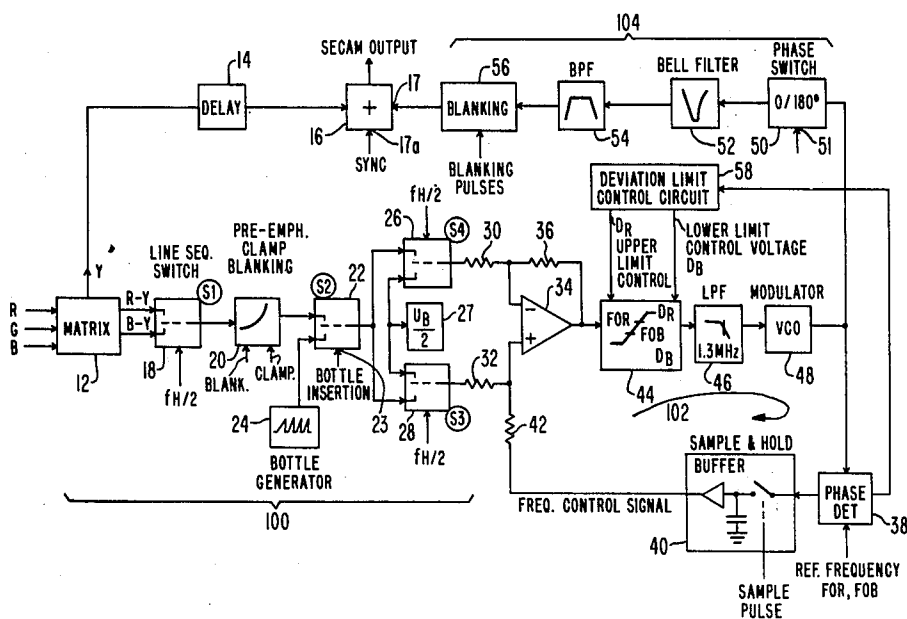 104
SECAM OUTPUT
14
17
56
BPF
BELL FILTER
PHASE
SWITCH
DELAY
+
BLANKING
0/180°
16
17a
54
52
50
51
SYNC
BLANKING
PULSES
58
DEVIATION LIMIT
CONTROL CIRCUIT
fH/2
26
S4
30
36
DR
UPPER
LIMIT
CONTROL
LOWER LIMIT
CONTROL VOLTAGE
DB
Y
LINE SEQ.
SWITCH
S1
PRE-EMPH.
CLAMP
BLANKING
S2
22
34
LPF
MODULATOR
R
G
B
MATRIX
R-Y
B-Y
UB
2
27
−
+
FOR
DR
FOB
DB
1.3MHz
VCO
12
18
20
BLANK.
CLAMP.
BOTTLE
INSERTION
23
32
44
46
48
fH/2
24
28
S3
42
102
BOTTLE
GENERATOR
fH/2
SAMPLE & HOLD
BUFFER
100
FREQ. CONTROL SIGNAL
PHASE
DET
38
40
SAMPLE
PULSE
REF. FREQUENCY
FOR, FOB